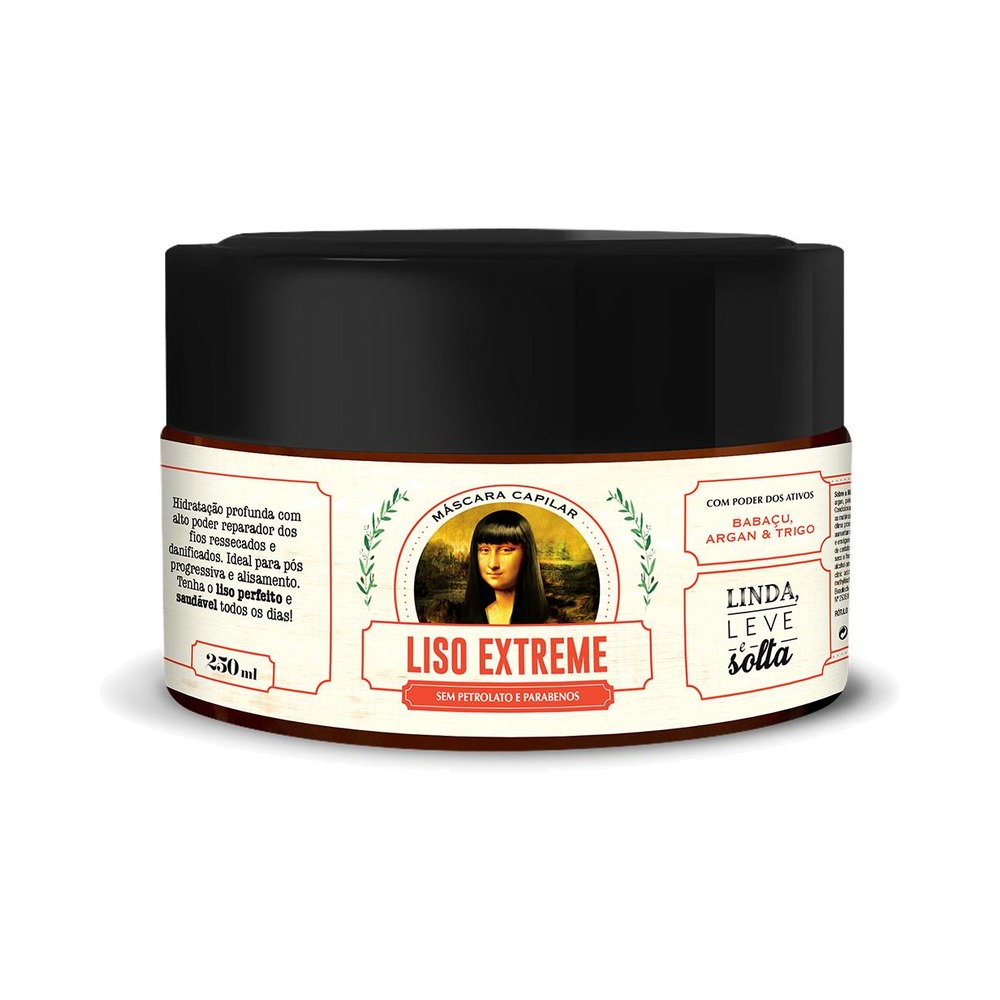 Hidratação profunda com
alto poder reparador dos
fios ressecados e
danificados. Ideal para pós
progressiva e alisamento.
Tenha o liso perfeito e
saudável todos os dias!
250 ml
MÁSCARA CAPILAR
LISO EXTREME
SEM PETROLATO E PARABENOS
COM PODER DOS ATIVOS
BABAÇU,
ARGAN & TRIGO
LINDA,
LEVE
e
solta